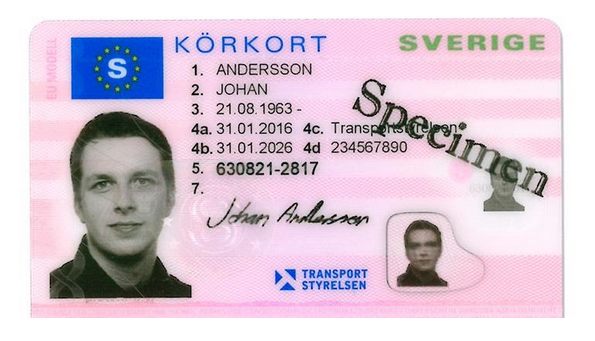 EU MODELL
S
KÖRKORT SVERIGE
1. ANDERSSON
2. JOHAN
3. 21.08.1963 -
4a. 31.01.2016 4c. Transportstyrelsen
4b. 31.01.2026 4d 234567890
5. 630821-2817
7.
Johan Andersson
Specimen
TRANSPORT
STYRELSEN